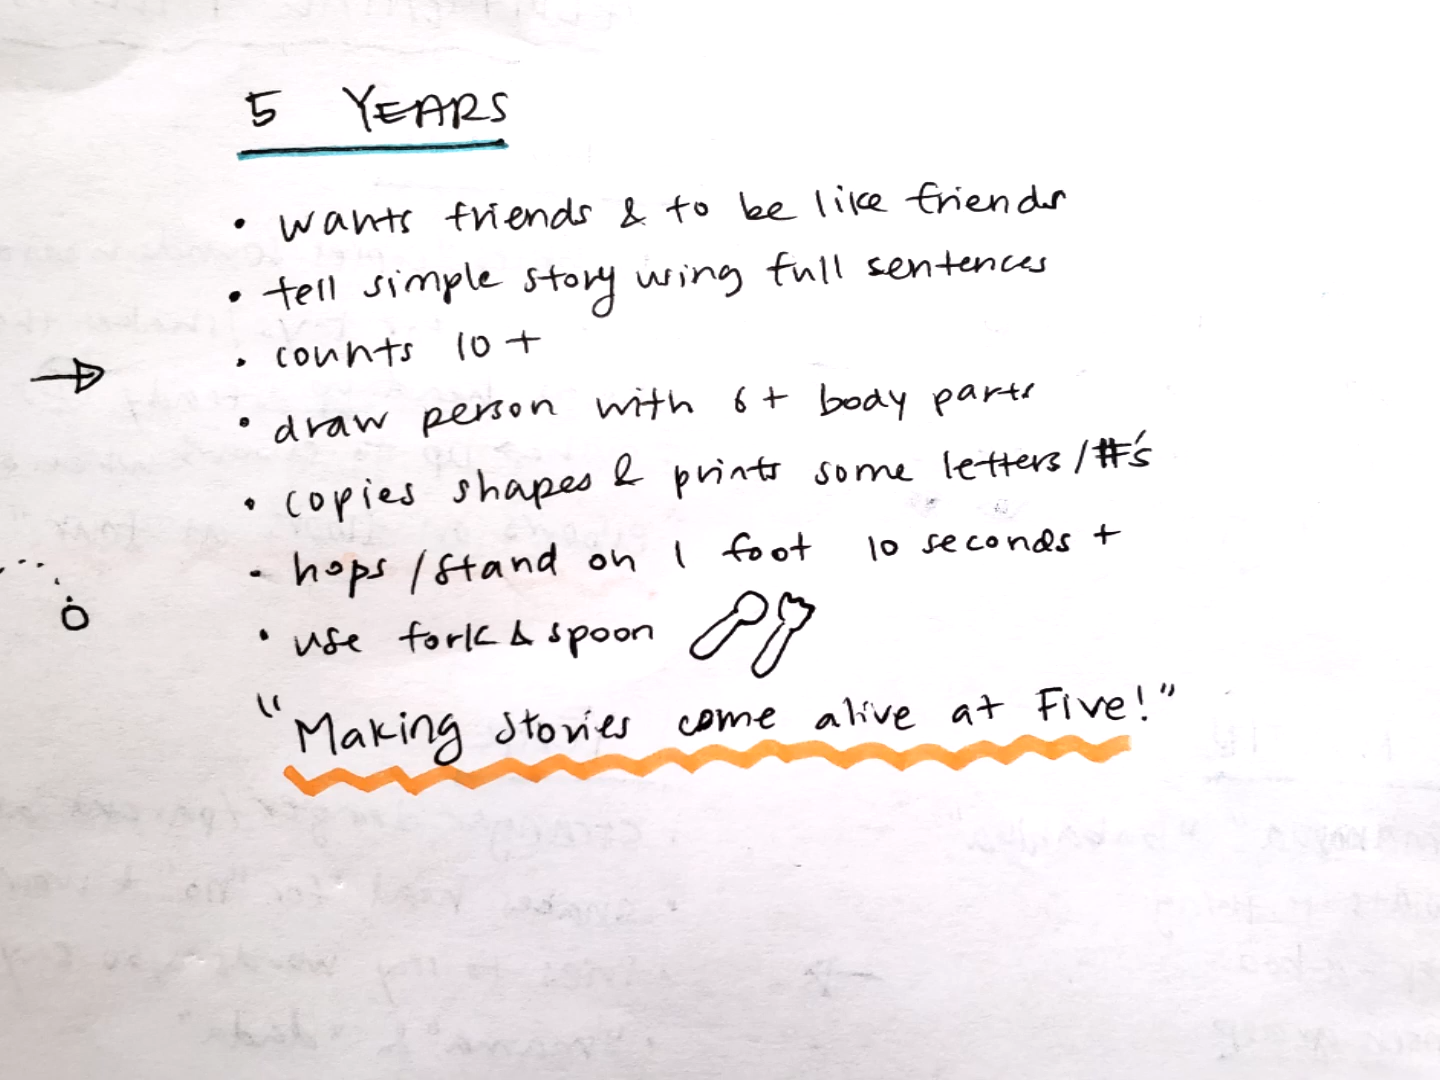 5 YEARS
• wants friends & to be like friends
• tell simple story using full sentences
• counts 10+
• draw person with 6+ body parts
• copies shapes & prints some letters/#'s
• hops/stand on 1 foot 10 seconds +
• use fork & spoon
"Making stories come alive at Five!"